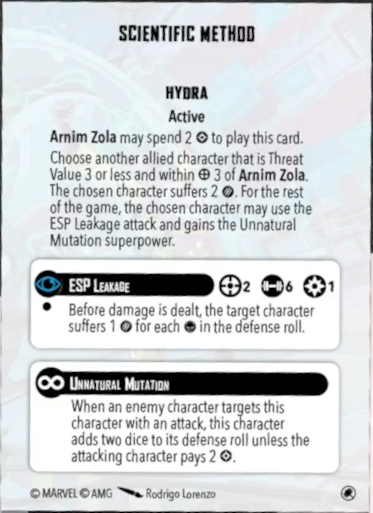 SCIENTIFIC METHOD
HYDRA
Active
Arnim Zola may spend 2 to play this card.
Choose another allied character that is Threat
Value 3 or less and within 3 of Arnim Zola.
The chosen character suffers 2 . For the rest
of the game, the chosen character may use the
ESP Leakage attack and gains the Unnatural
Mutation superpower.
ESP LEAKAGE 2 6 1
Before damage is dealt, the target character
suffers 1 for each in the defense roll.
UNNATURAL MUTATION
When an enemy character targets this
character with an attack, this character
adds two dice to its defense roll unless the
attacking character pays 2 .
© MARVEL © AMG Rodrigo Lorenzo